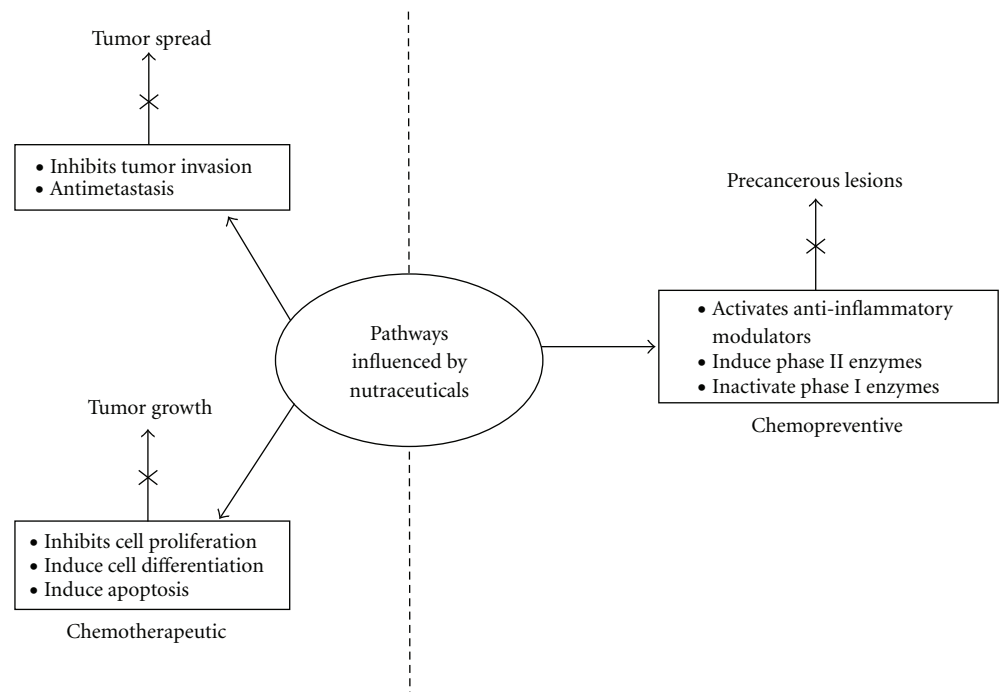 Tumor spread
• Inhibits tumor invasion
• Antimetastasis
Pathways
influenced by
nutraceuticals
Tumor growth
• Inhibits cell proliferation
• Induce cell differentiation
• Induce apoptosis
Chemotherapeutic
Precancerous lesions
• Activates anti-inflammatory
modulators
• Induce phase II enzymes
• Inactivate phase I enzymes
Chemopreventive